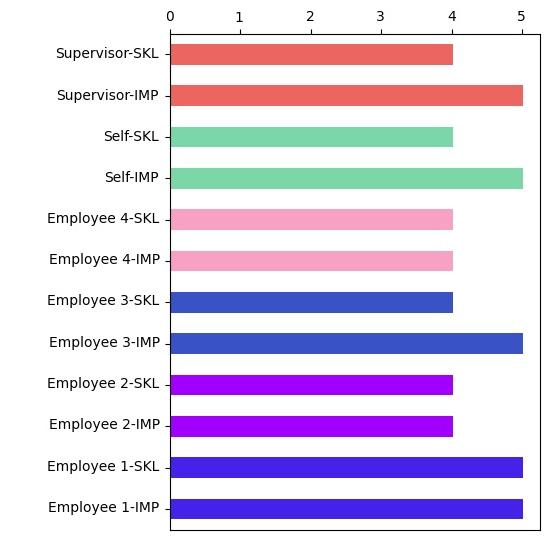 0 1 2 3 4 5
Supervisor-SKL
Supervisor-IMP
Self-SKL
Self-IMP
Employee 4-SKL
Employee 4-IMP
Employee 3-SKL
Employee 3-IMP
Employee 2-SKL
Employee 2-IMP
Employee 1-SKL
Employee 1-IMP